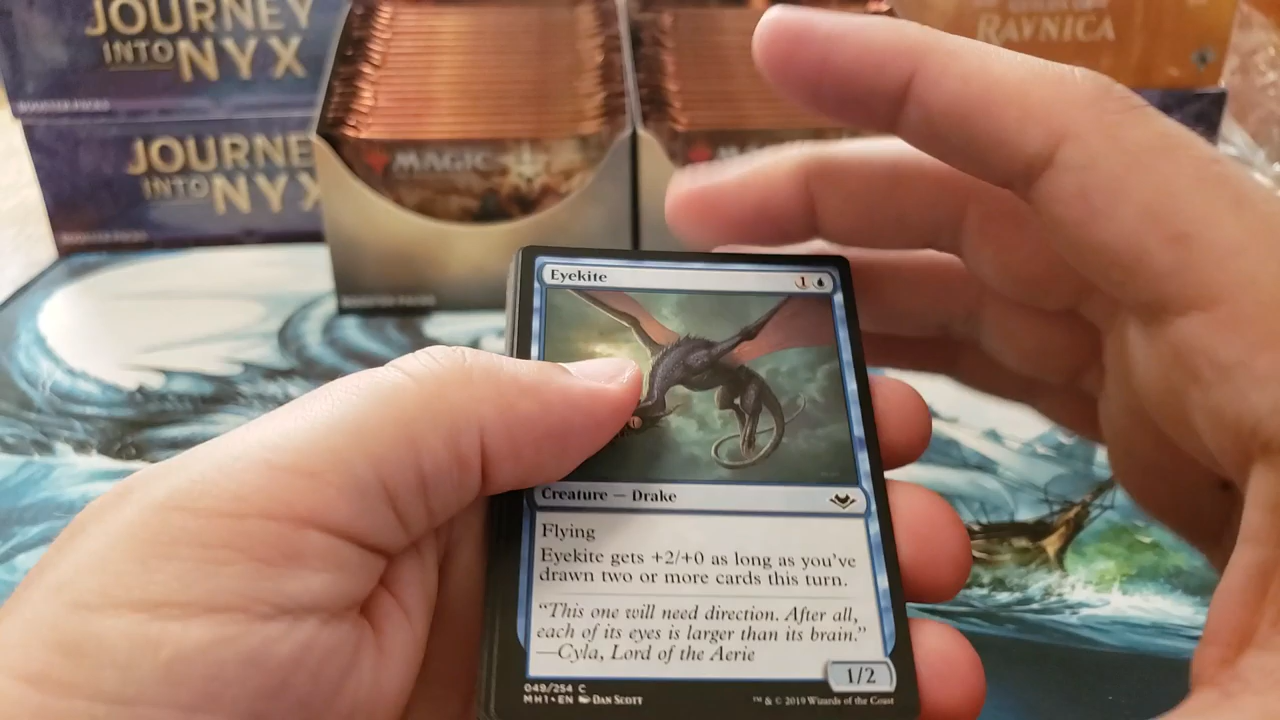 JOURNEY
INTO NYX
BOOSTER PACKS
JOURNE
INTO NYX
MAGIC
RAVNICA
Eyekite
1
Creature — Drake
Flying
Eyekite gets +2/+0 as long as you've
drawn two or more cards this turn.
"This one will need direction. After all,
each of its eyes is larger than its brain."
—Cyla, Lord of the Aerie
1/2
049/254 C
MH1 • EN DAN SCOTT
™ & © 2019 Wizards of the Coast